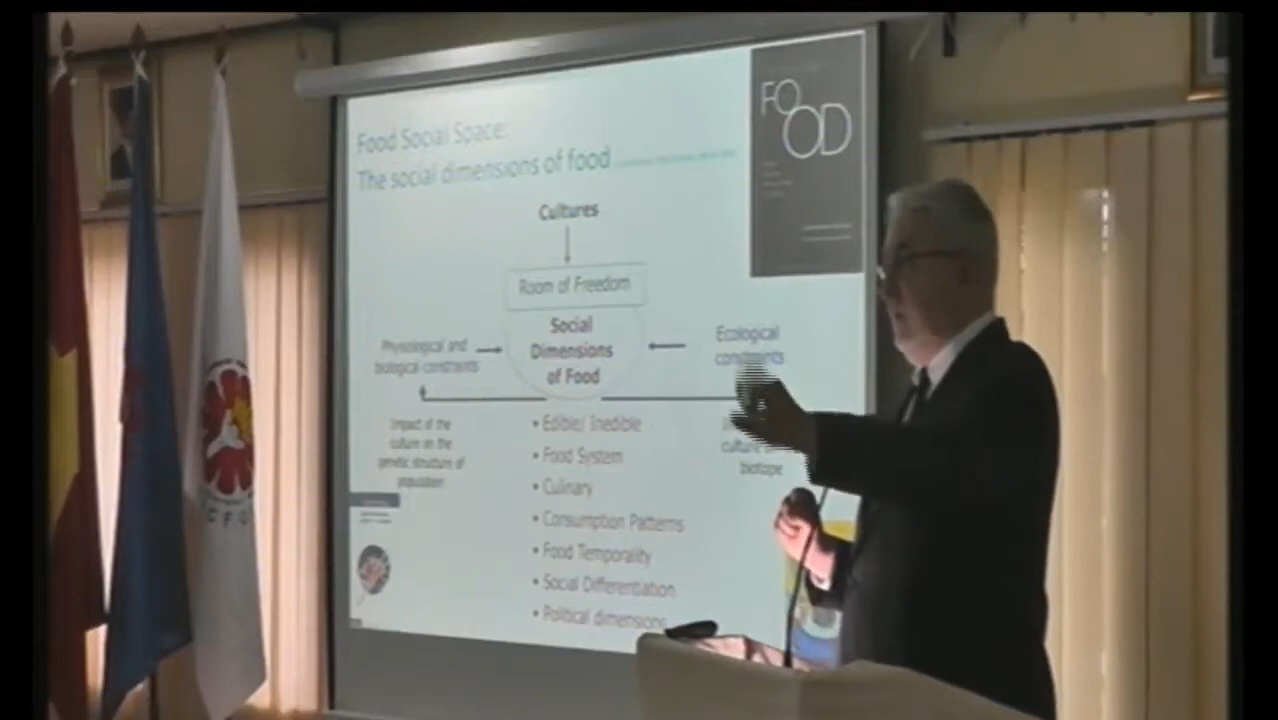 Food Social Space:
The social dimensions of food
FOOD
Cultures
Room of Freedom
Social
Dimensions
of Food
Physiological and
biological constraints
Ecological
constraints
Impact of the
culture on the
genetic structure of
population
culture
biotope
• Edible/ Inedible
• Food System
• Culinary
• Consumption Patterns
• Food Temporality
• Social Differentiation
• Political dimensions